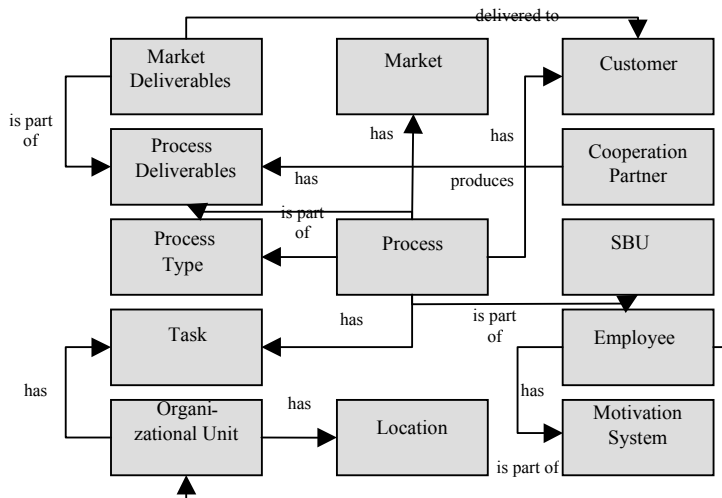 delivered to
Market
Deliverables
Market
Customer
is part
of
has
has
Process
Deliverables
Cooperation
Partner
has
produces
is part
of
Process
Type
Process
SBU
has
is part
of
Task
Employee
has
has
has
Organi-
zational Unit
Location
Motivation
System
is part of